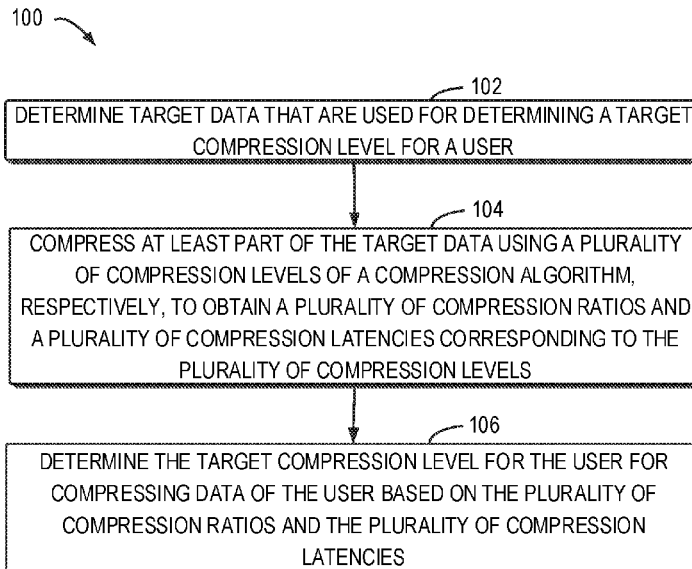 100
102
DETERMINE TARGET DATA THAT ARE USED FOR DETERMINING A TARGET
COMPRESSION LEVEL FOR A USER
104
COMPRESS AT LEAST PART OF THE TARGET DATA USING A PLURALITY
OF COMPRESSION LEVELS OF A COMPRESSION ALGORITHM,
RESPECTIVELY, TO OBTAIN A PLURALITY OF COMPRESSION RATIOS AND
A PLURALITY OF COMPRESSION LATENCIES CORRESPONDING TO THE
PLURALITY OF COMPRESSION LEVELS
106
DETERMINE THE TARGET COMPRESSION LEVEL FOR THE USER FOR
COMPRESSING DATA OF THE USER BASED ON THE PLURALITY OF
COMPRESSION RATIOS AND THE PLURALITY OF COMPRESSION
LATENCIES